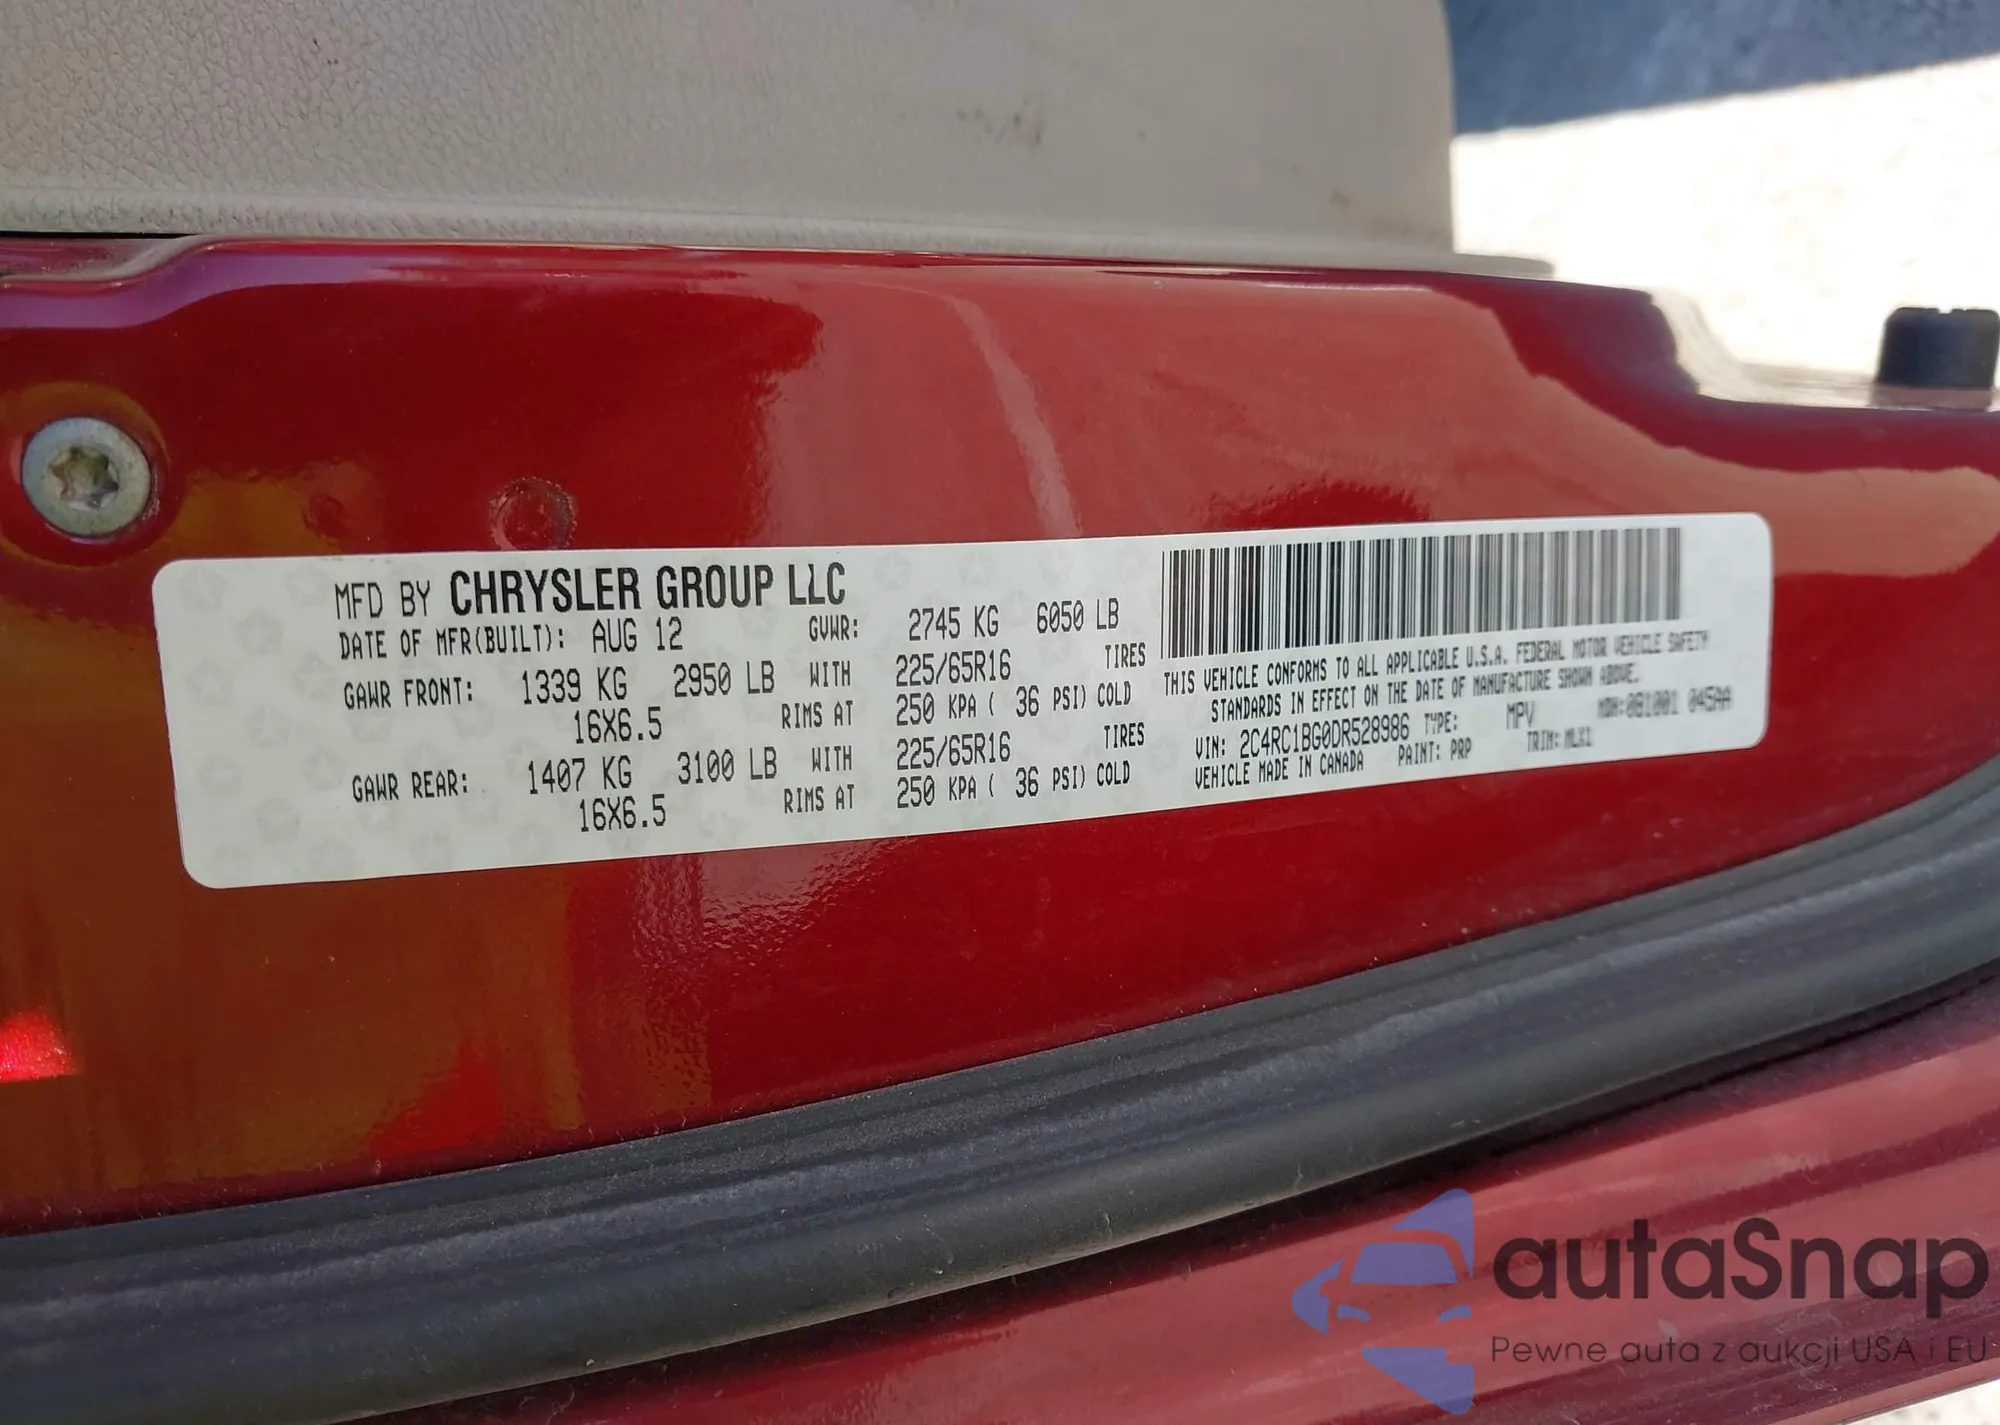 MFD BY CHRYSLER GROUP LLC
DATE OF MFR(BUILT): AUG 12 GVWR: 2745 KG 6050 LB
GAWR FRONT: 1339 KG 2950 LB WITH 225/65R16 TIRES
16X6.5 RIMS AT 250 KPA ( 36 PSI) COLD
GAWR REAR: 1407 KG 3100 LB WITH 225/65R16 TIRES
16X6.5 RIMS AT 250 KPA ( 36 PSI) COLD
THIS VEHICLE CONFORMS TO ALL APPLICABLE U.S.A. FEDERAL MOTOR VEHICLE SAFETY
STANDARDS IN EFFECT ON THE DATE OF MANUFACTURE SHOWN ABOVE.
VIN: 2C4RC1BG0DR528986 TYPE: MPV MDH:081001 045AA
VEHICLE MADE IN CANADA PAINT: PRP TRIM:
autaSnap
Pewne auta z aukcji USA i EU